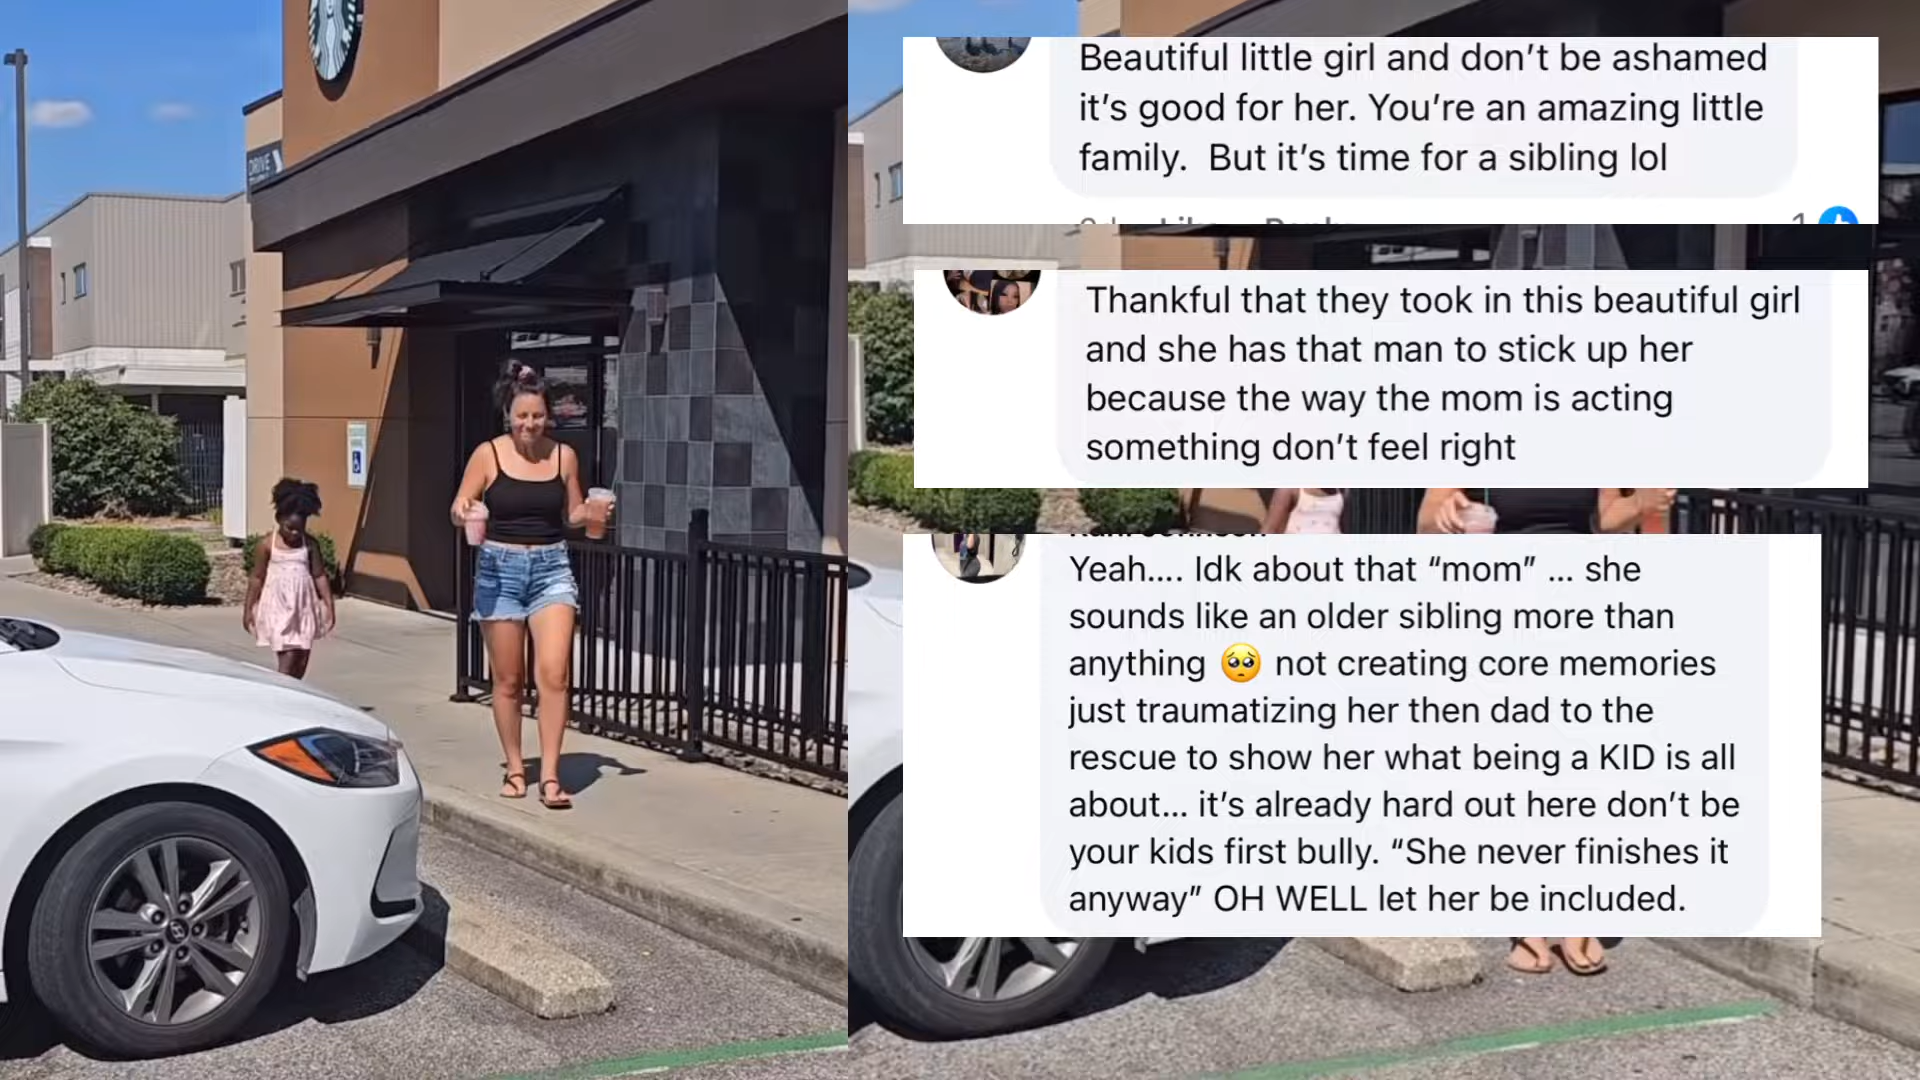 DRIVE
Beautiful little girl and don’t be ashamed
it’s good for her. You’re an amazing little
family.  But it’s time for a sibling lol
1
Thankful that they took in this beautiful girl
and she has that man to stick up her
because the way the mom is acting
something don’t feel right
Yeah.... Idk about that “mom” ... she
sounds like an older sibling more than
anything 🥺 not creating core memories
just traumatizing her then dad to the
rescue to show her what being a KID is all
about... it’s already hard out here don’t be
your kids first bully. “She never finishes it
anyway” OH WELL let her be included.